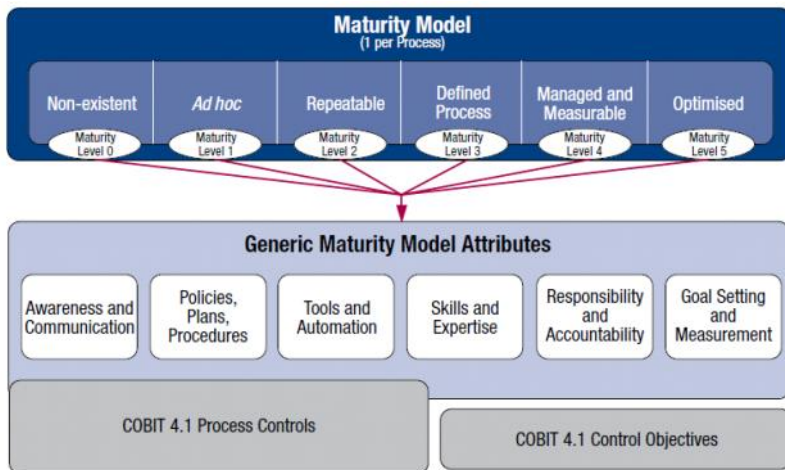 Maturity Model
(1 per Process)
Non-existent
Ad hoc
Repeatable
Defined
Process
Managed and
Measurable
Optimised
Maturity
Level 0
Maturity
Level 1
Maturity
Level 2
Maturity
Level 3
Maturity
Level 4
Maturity
Level 5
Generic Maturity Model Attributes
Awareness and
Communication
Policies,
Plans,
Procedures
Tools and
Automation
Skills and
Expertise
Responsibility
and
Accountability
Goal Setting
and
Measurement
COBIT 4.1 Process Controls
COBIT 4.1 Control Objectives